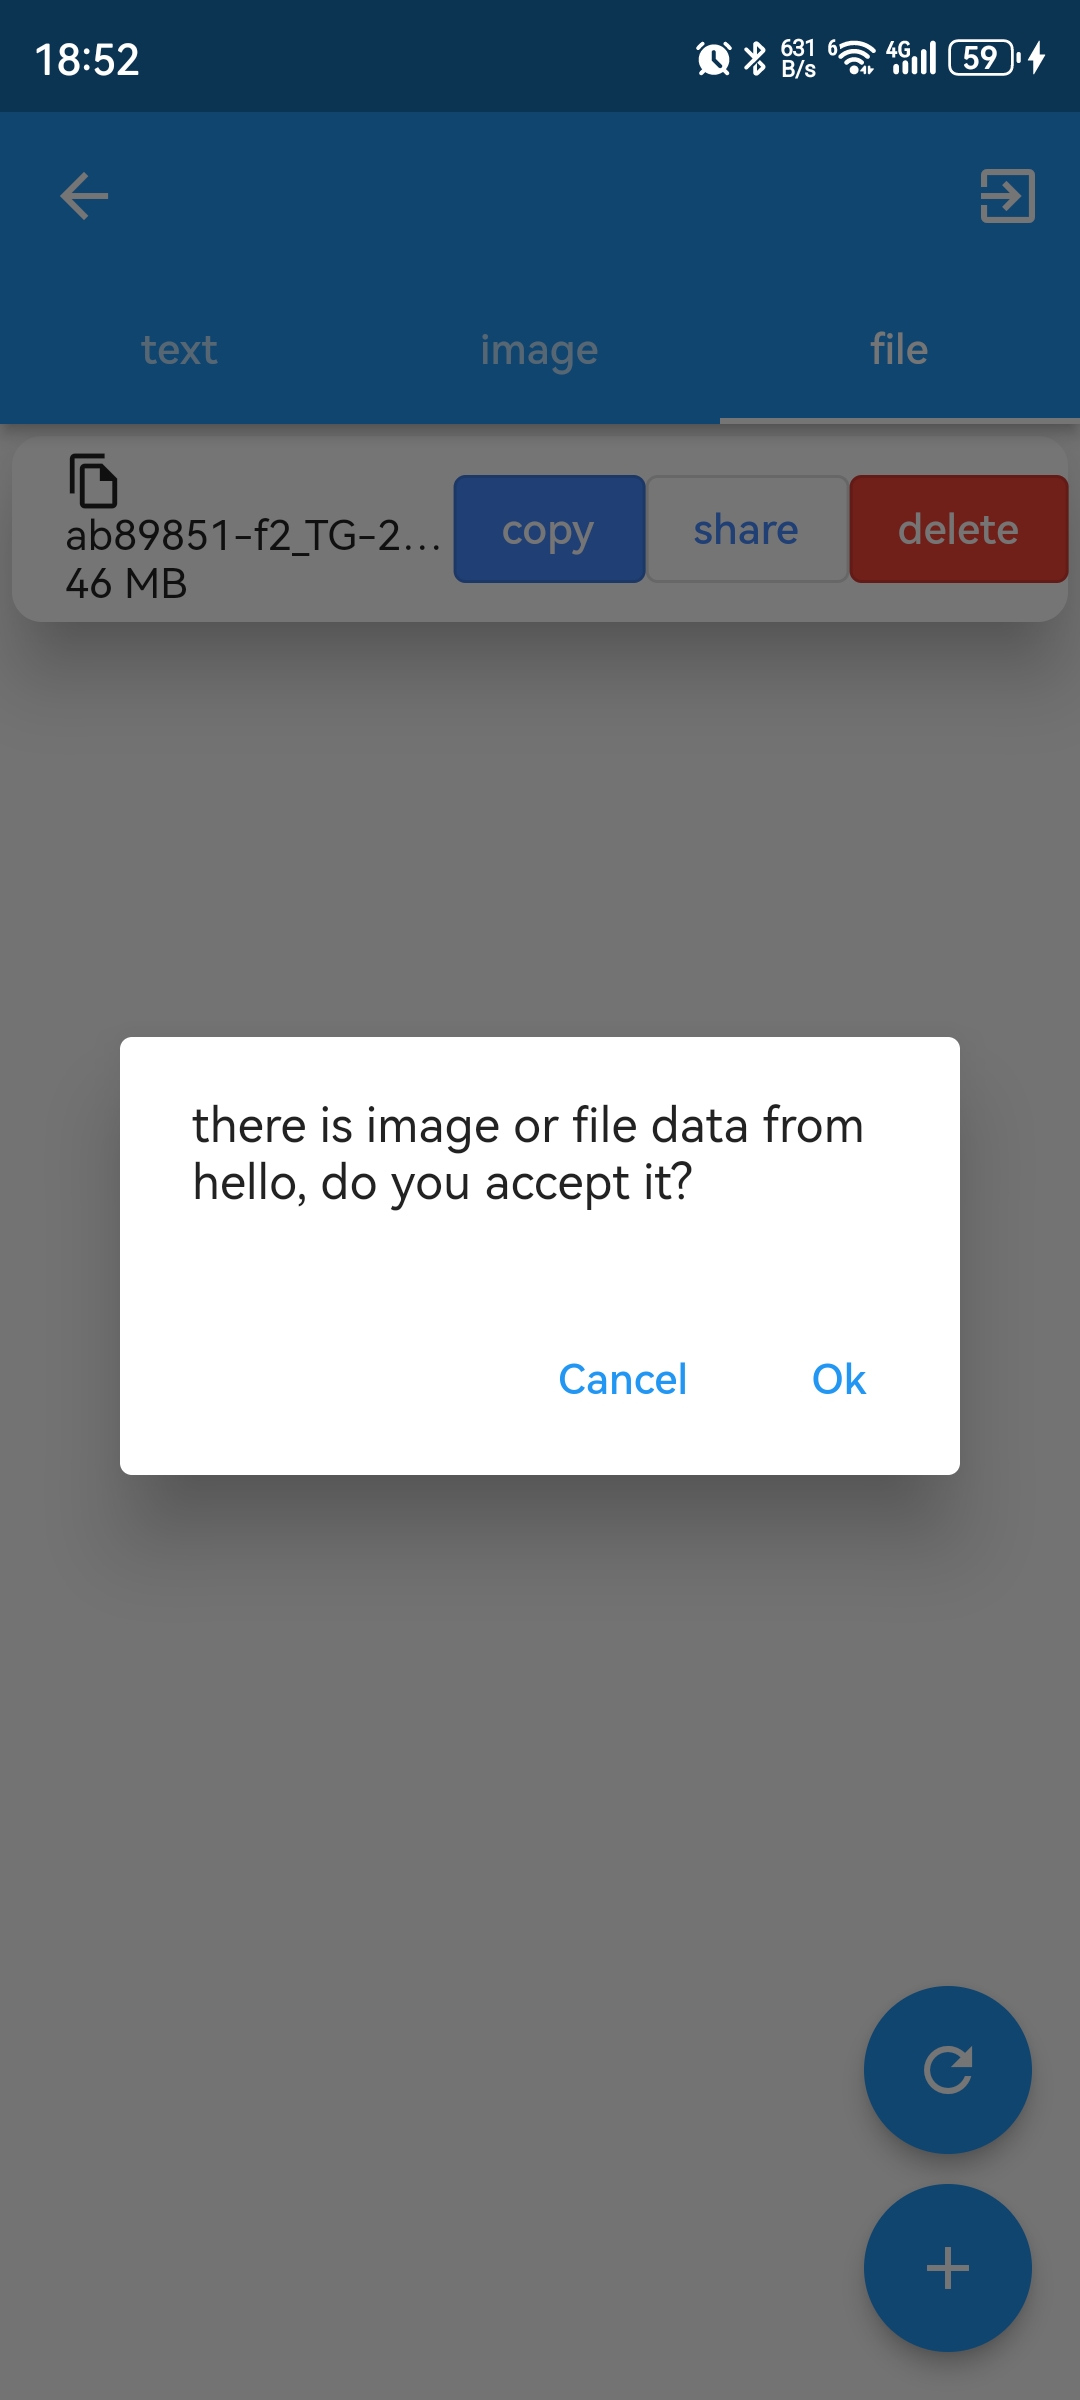 18:52
631
B/s
6
4G
59
text
image
file
ab89851-f2_TG-2...
46 MB
copy
share
delete
there is image or file data from
hello, do you accept it?
Cancel
Ok